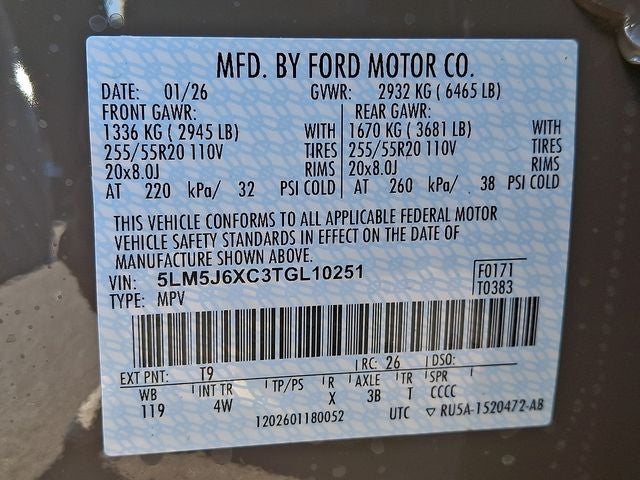 MFD. BY FORD MOTOR CO.
DATE: 01/26 GVWR: 2932 KG ( 6465 LB)
FRONT GAWR: REAR GAWR:
1336 KG ( 2945 LB) WITH 1670 KG ( 3681 LB) WITH
255/55R20 110V TIRES 255/55R20 110V TIRES
20x8.0J RIMS 20x8.0J RIMS
AT 220 kPa/ 32 PSI COLD AT 260 kPa/ 38 PSI COLD
THIS VEHICLE CONFORMS TO ALL APPLICABLE FEDERAL MOTOR
VEHICLE SAFETY STANDARDS IN EFFECT ON THE DATE OF
MANUFACTURE SHOWN ABOVE.
VIN: 5LM5J6XC3TGL10251 F0171
TYPE: MPV T0383
EXT PNT: T9 RC: 26 DSO:
WB INT TR TP/PS R AXLE TR SPR
119 4W X 3B T CCCC
1202601180052 UTC ▽ RU5A-1520472-AB